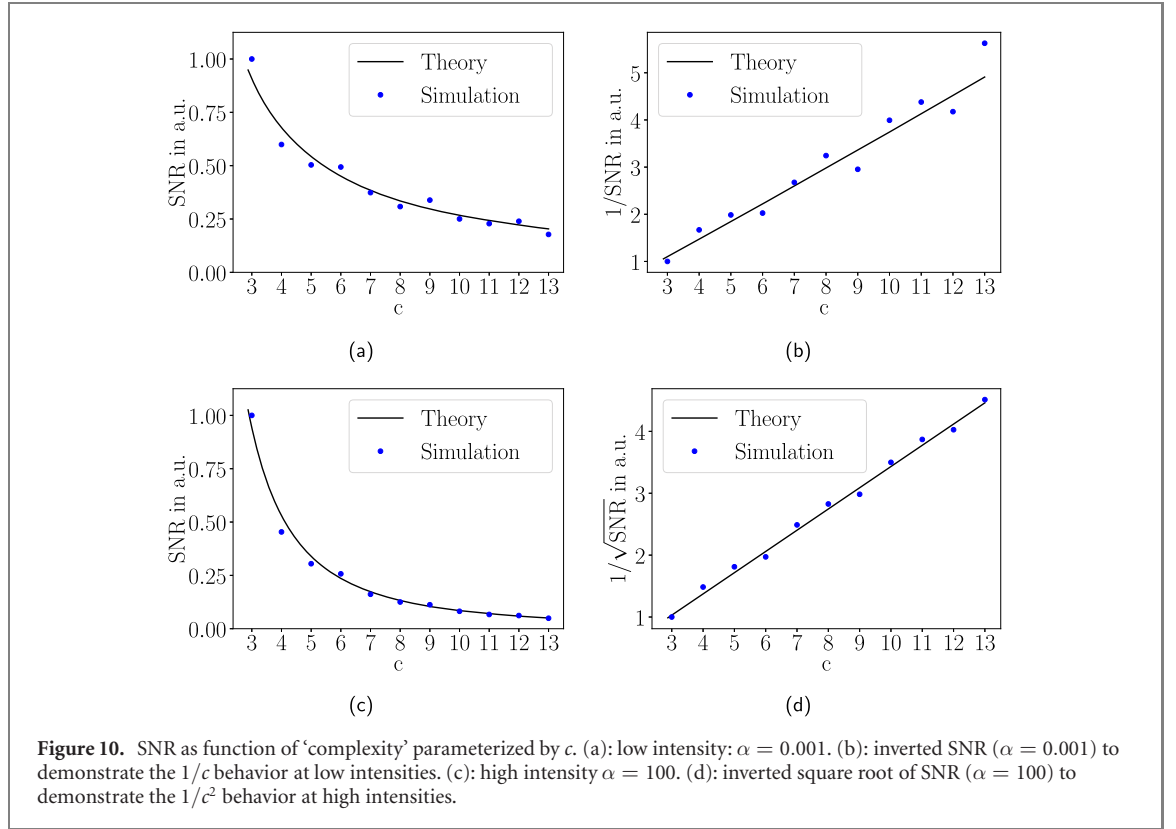 1.00
0.75
0.50
0.25
0.00
SNR in a.u.
Theory
Simulation
3 4 5 6 7 8 9 10 11 12 13
c
(a)
5
4
3
2
1
1/SNR in a.u.
Theory
Simulation
3 4 5 6 7 8 9 10 11 12 13
c
(b)
1.00
0.75
0.50
0.25
0.00
SNR in a.u.
Theory
Simulation
3 4 5 6 7 8 9 10 11 12 13
c
(c)
4
3
2
1
1/√SNR in a.u.
Theory
Simulation
3 4 5 6 7 8 9 10 11 12 13
c
(d)
Figure 10. SNR as function of ‘complexity’ parameterized by c. (a): low intensity: α = 0.001. (b): inverted SNR (α = 0.001) to
demonstrate the 1/c behavior at low intensities. (c): high intensity α = 100. (d): inverted square root of SNR (α = 100) to
demonstrate the 1/c² behavior at high intensities.